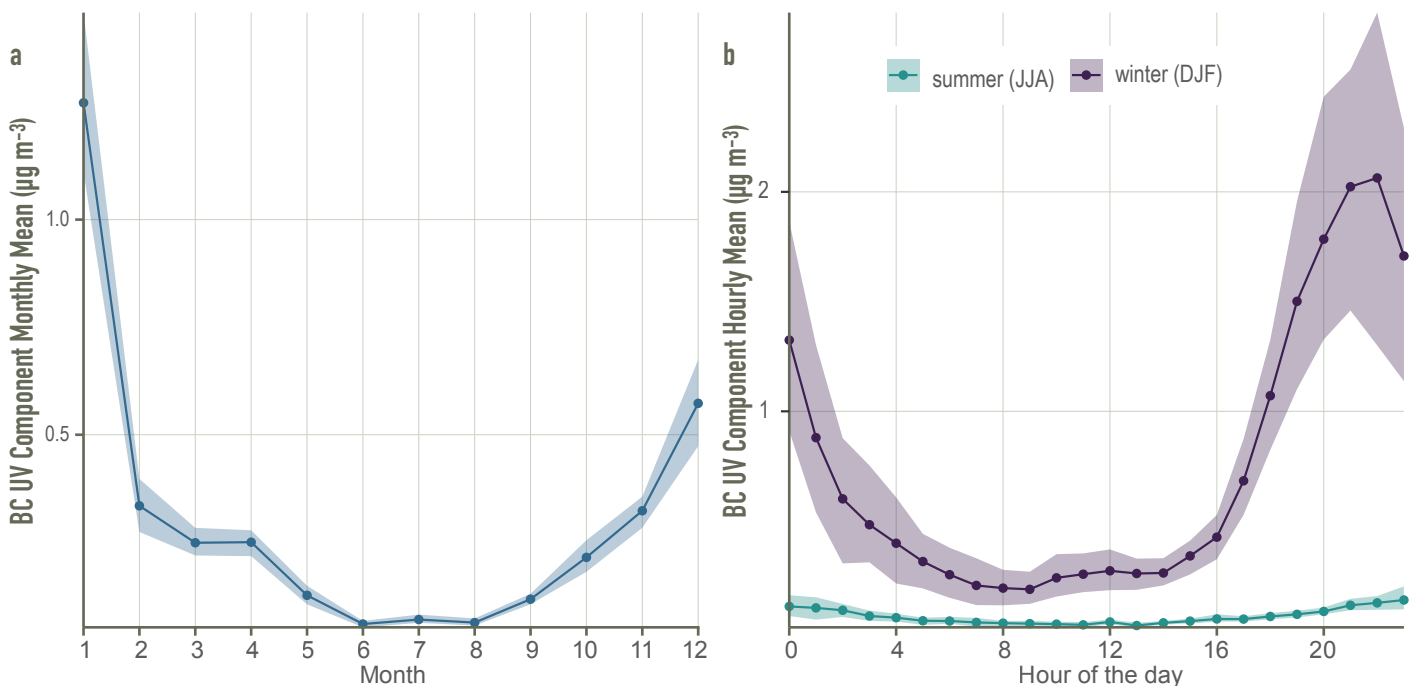 a
BC UV Component Monthly Mean (µg m⁻³)
1.0
0.5
1 2 3 4 5 6 7 8 9 10 11 12
Month
b
summer (JJA) winter (DJF)
BC UV Component Hourly Mean (µg m⁻³)
2
1
0 4 8 12 16 20
Hour of the day